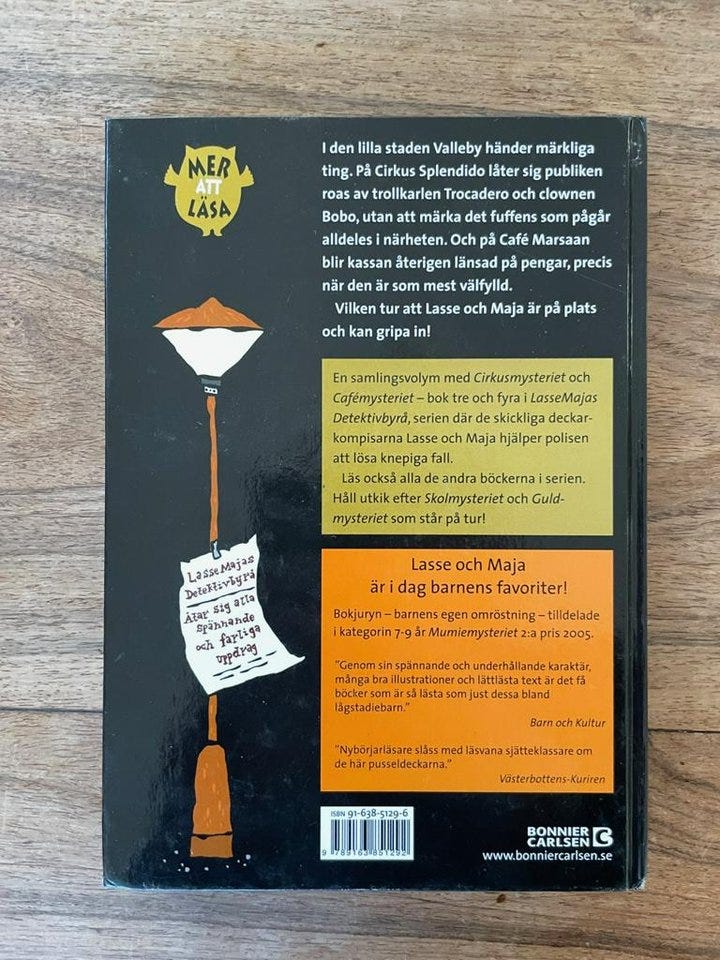 MER
ATT
LÄSA
I den lilla staden Valleby händer märkliga
ting. På Cirkus Splendido låter sig publiken
roas av trollkarlen Trocadero och clownen
Bobo, utan att märka det fuffens som pågår
alldeles i närheten. Och på Café Marsaan
blir kassan återigen länsad på pengar, precis
när den är som mest välfylld.
Vilken tur att Lasse och Maja är på plats
och kan gripa in!
En samlingsvolym med Cirkusmysteriet och
Cafémysteriet – bok tre och fyra i LasseMajas
Detektivbyrå, serien där de skickliga deckar-
kompisarna Lasse och Maja hjälper polisen
att lösa knepiga fall.
Läs också alla de andra böckerna i serien.
Håll utkik efter Skolmysteriet och Guld-
mysteriet som står på tur!
LasseMajas
Detektivbyrå
Åtar sig alla
spännande
och farliga
uppdrag
Lasse och Maja
är i dag barnens favoriter!
Bokjuryn – barnens egen omröstning – tilldelade
i kategorin 7-9 år Mumiemysteriet 2:a pris 2005.
"Genom sin spännande och underhållande karaktär,
många bra illustrationer och lättlästa text är det få
böcker som är så lästa som just dessa bland
lågstadiebarn."
Barn och Kultur
"Nybörjarläsare slåss med läsvana sjätteklassare om
de här pusseldeckarna."
Västerbottens-Kuriren
ISBN 91-638-5129-6
9 789163 851292
BONNIER
CARLSEN
www.bonniercarlsen.se